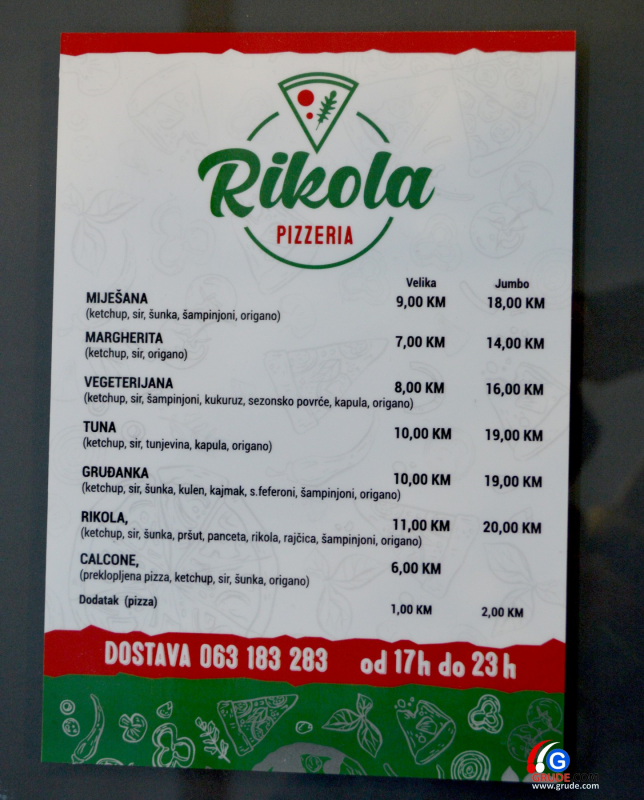 Rikola
PIZZERIA
Velika Jumbo
MIJEŠANA 9,00 KM 18,00 KM
(ketchup, sir, šunka, šampinjoni, origano)
MARGHERITA 7,00 KM 14,00 KM
(ketchup, sir, origano)
VEGETERIJANA 8,00 KM 16,00 KM
(ketchup, sir, šampinjoni, kukuruz, sezonsko povrće, kapula, origano)
TUNA 10,00 KM 19,00 KM
(ketchup, sir, tunjevina, kapula, origano)
GRUĐANKA 10,00 KM 19,00 KM
(ketchup, sir, šunka, kulen, kajmak, s.feferoni, šampinjoni, origano)
RIKOLA, 11,00 KM 20,00 KM
(ketchup, sir, šunka, pršut, panceta, rikola, rajčica, šampinjoni, origano)
CALCONE, 6,00 KM
(preklopljena pizza, ketchup, sir, šunka, origano)
Dodatak (pizza) 1,00 KM 2,00 KM
DOSTAVA 063 183 283 od 17h do 23h
G
GRUDE.COM
www.grude.com